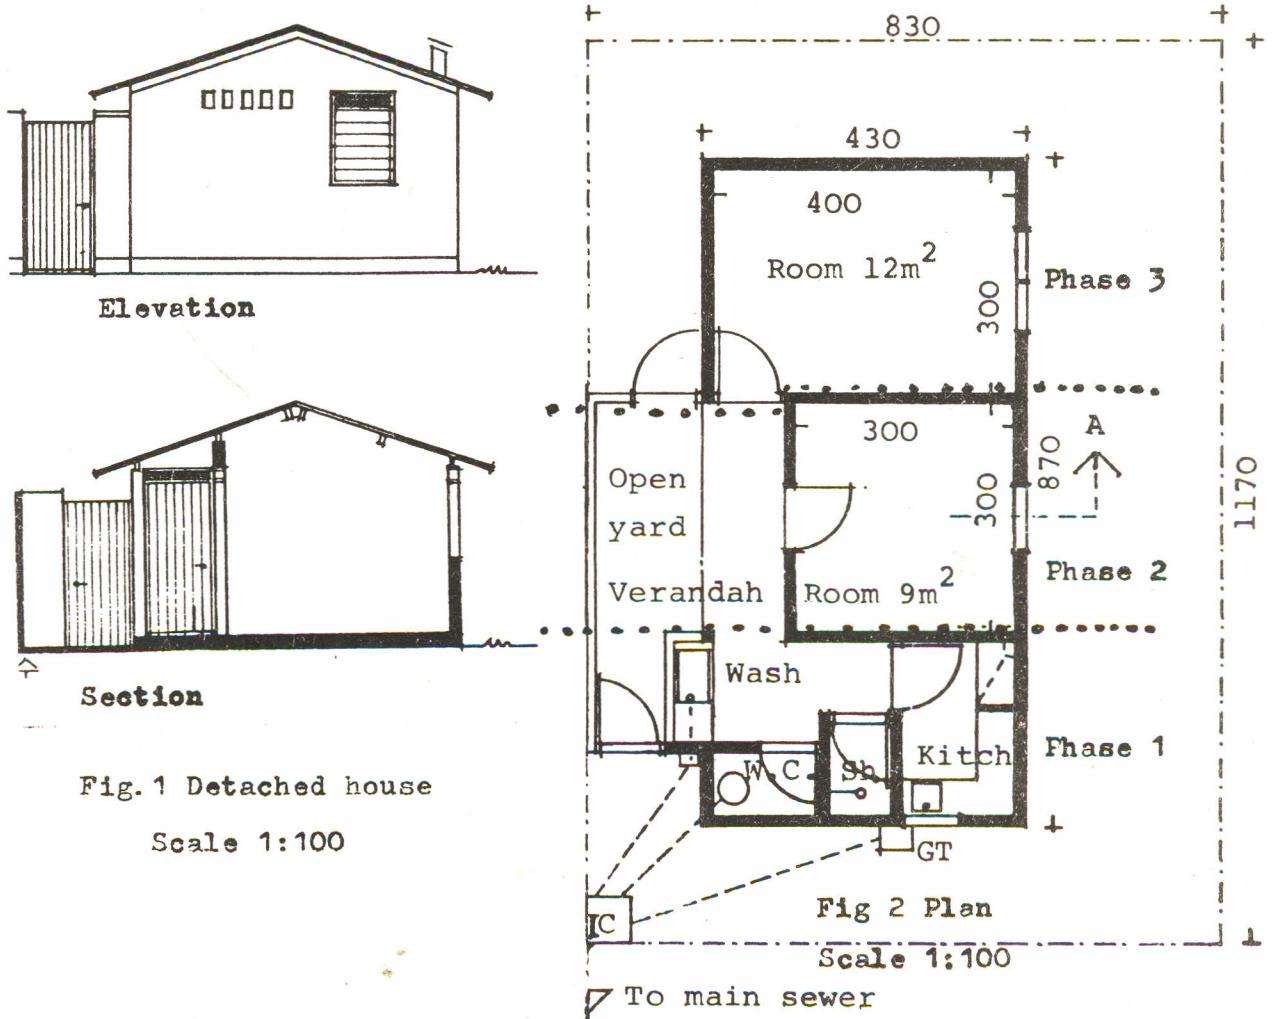 Elevation
Section
Fig. 1 Detached house
Scale 1:100
830
430
400
Room 12m²
300
Phase 3
300
A
870
300
1170
Open
yard
Verandah
Room 9m²
Phase 2
Wash
Kitch
Phase 1
W.C.
Sh
GT
IC
Fig 2 Plan
Scale 1:100
To main sewer